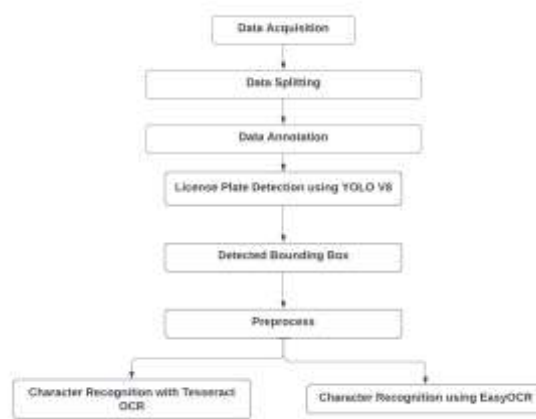 Data Acquisition
Data Splitting
Data Annotation
License Plate Detection using YOLO V8
Detected Bounding Box
Preprocess
Character Recognition with Tesseract
OCR
Character Recognition using EasyOCR